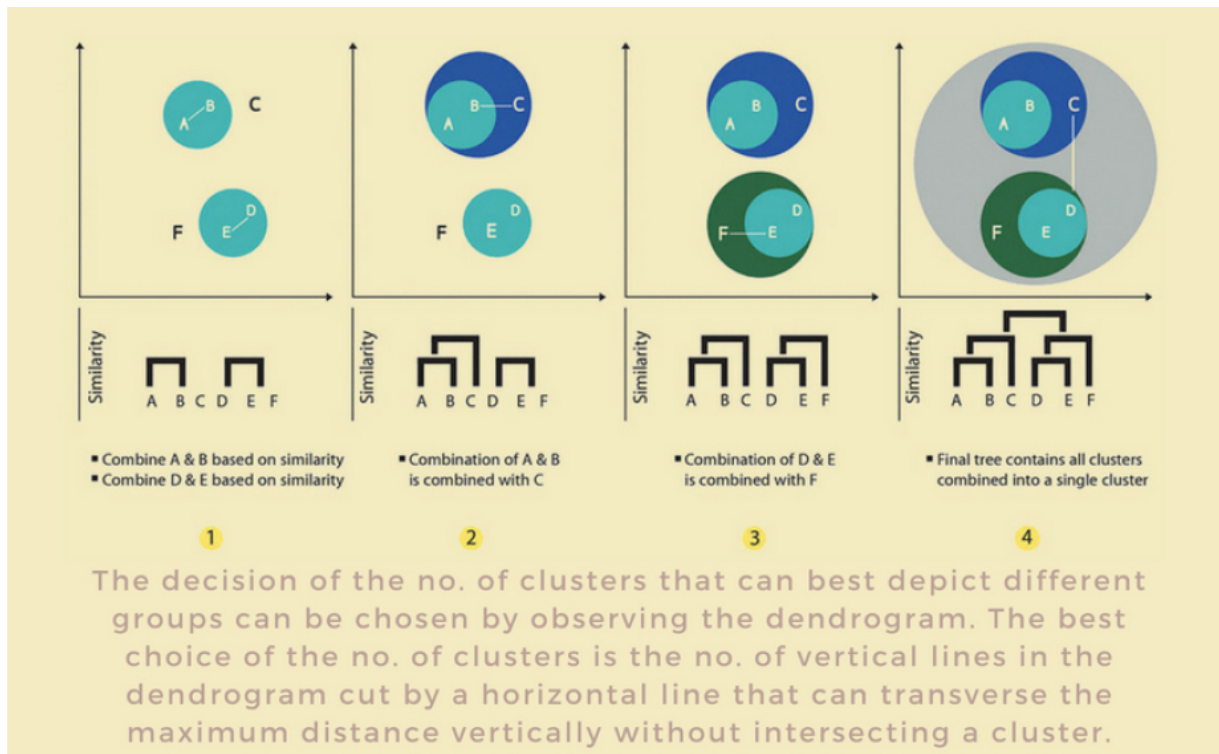 A B C
F E D
Similarity
A B C D E F
■ Combine A & B based on similarity
■ Combine D & E based on similarity
1
A B C
F E D
Similarity
A B C D E F
■ Combination of A & B
is combined with C
2
A B C
F E D
Similarity
A B C D E F
■ Combination of D & E
is combined with F
3
A B C
F E D
Similarity
A B C D E F
■ Final tree contains all clusters
combined into a single cluster
4
The decision of the no. of clusters that can best depict different
groups can be chosen by observing the dendrogram. The best
choice of the no. of clusters is the no. of vertical lines in the
dendrogram cut by a horizontal line that can transverse the
maximum distance vertically without intersecting a cluster.